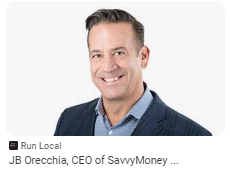 Run Local
JB Orecchia, CEO of SavvyMoney ...